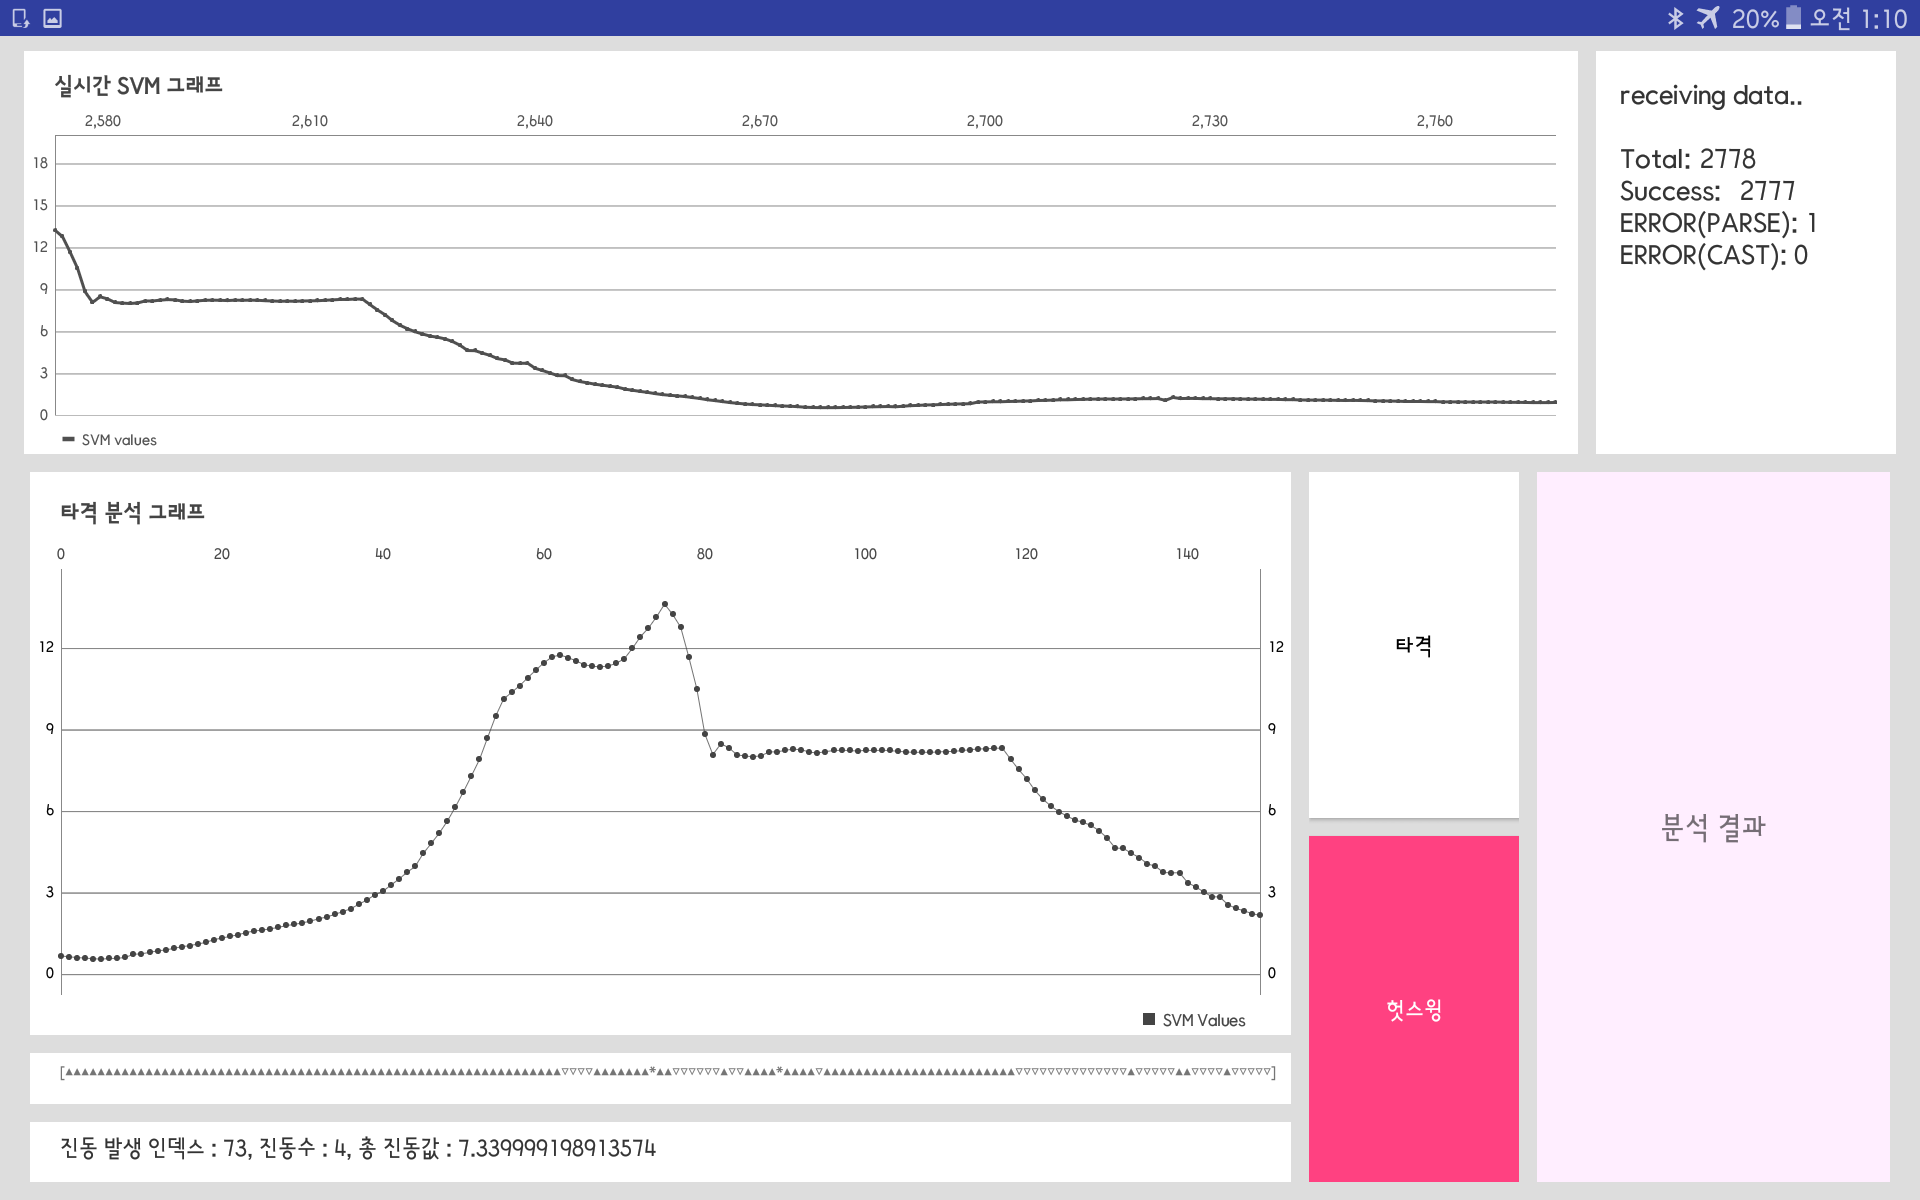 20% 오전 1:10
실시간 SVM 그래프
2,580 2,610 2,640 2,670 2,700 2,730 2,760
18
15
12
9
6
3
0
SVM values
receiving data..
Total: 2778
Success: 2777
ERROR(PARSE): 1
ERROR(CAST): 0
타격 분석 그래프
0 20 40 60 80 100 120 140
12 12
9 9
6 6
3 3
0 0
SVM Values
타격
헛스윙
분석 결과
진동 발생 인덱스 : 73, 진동수 : 4, 총 진동값 : 7.339999198913574